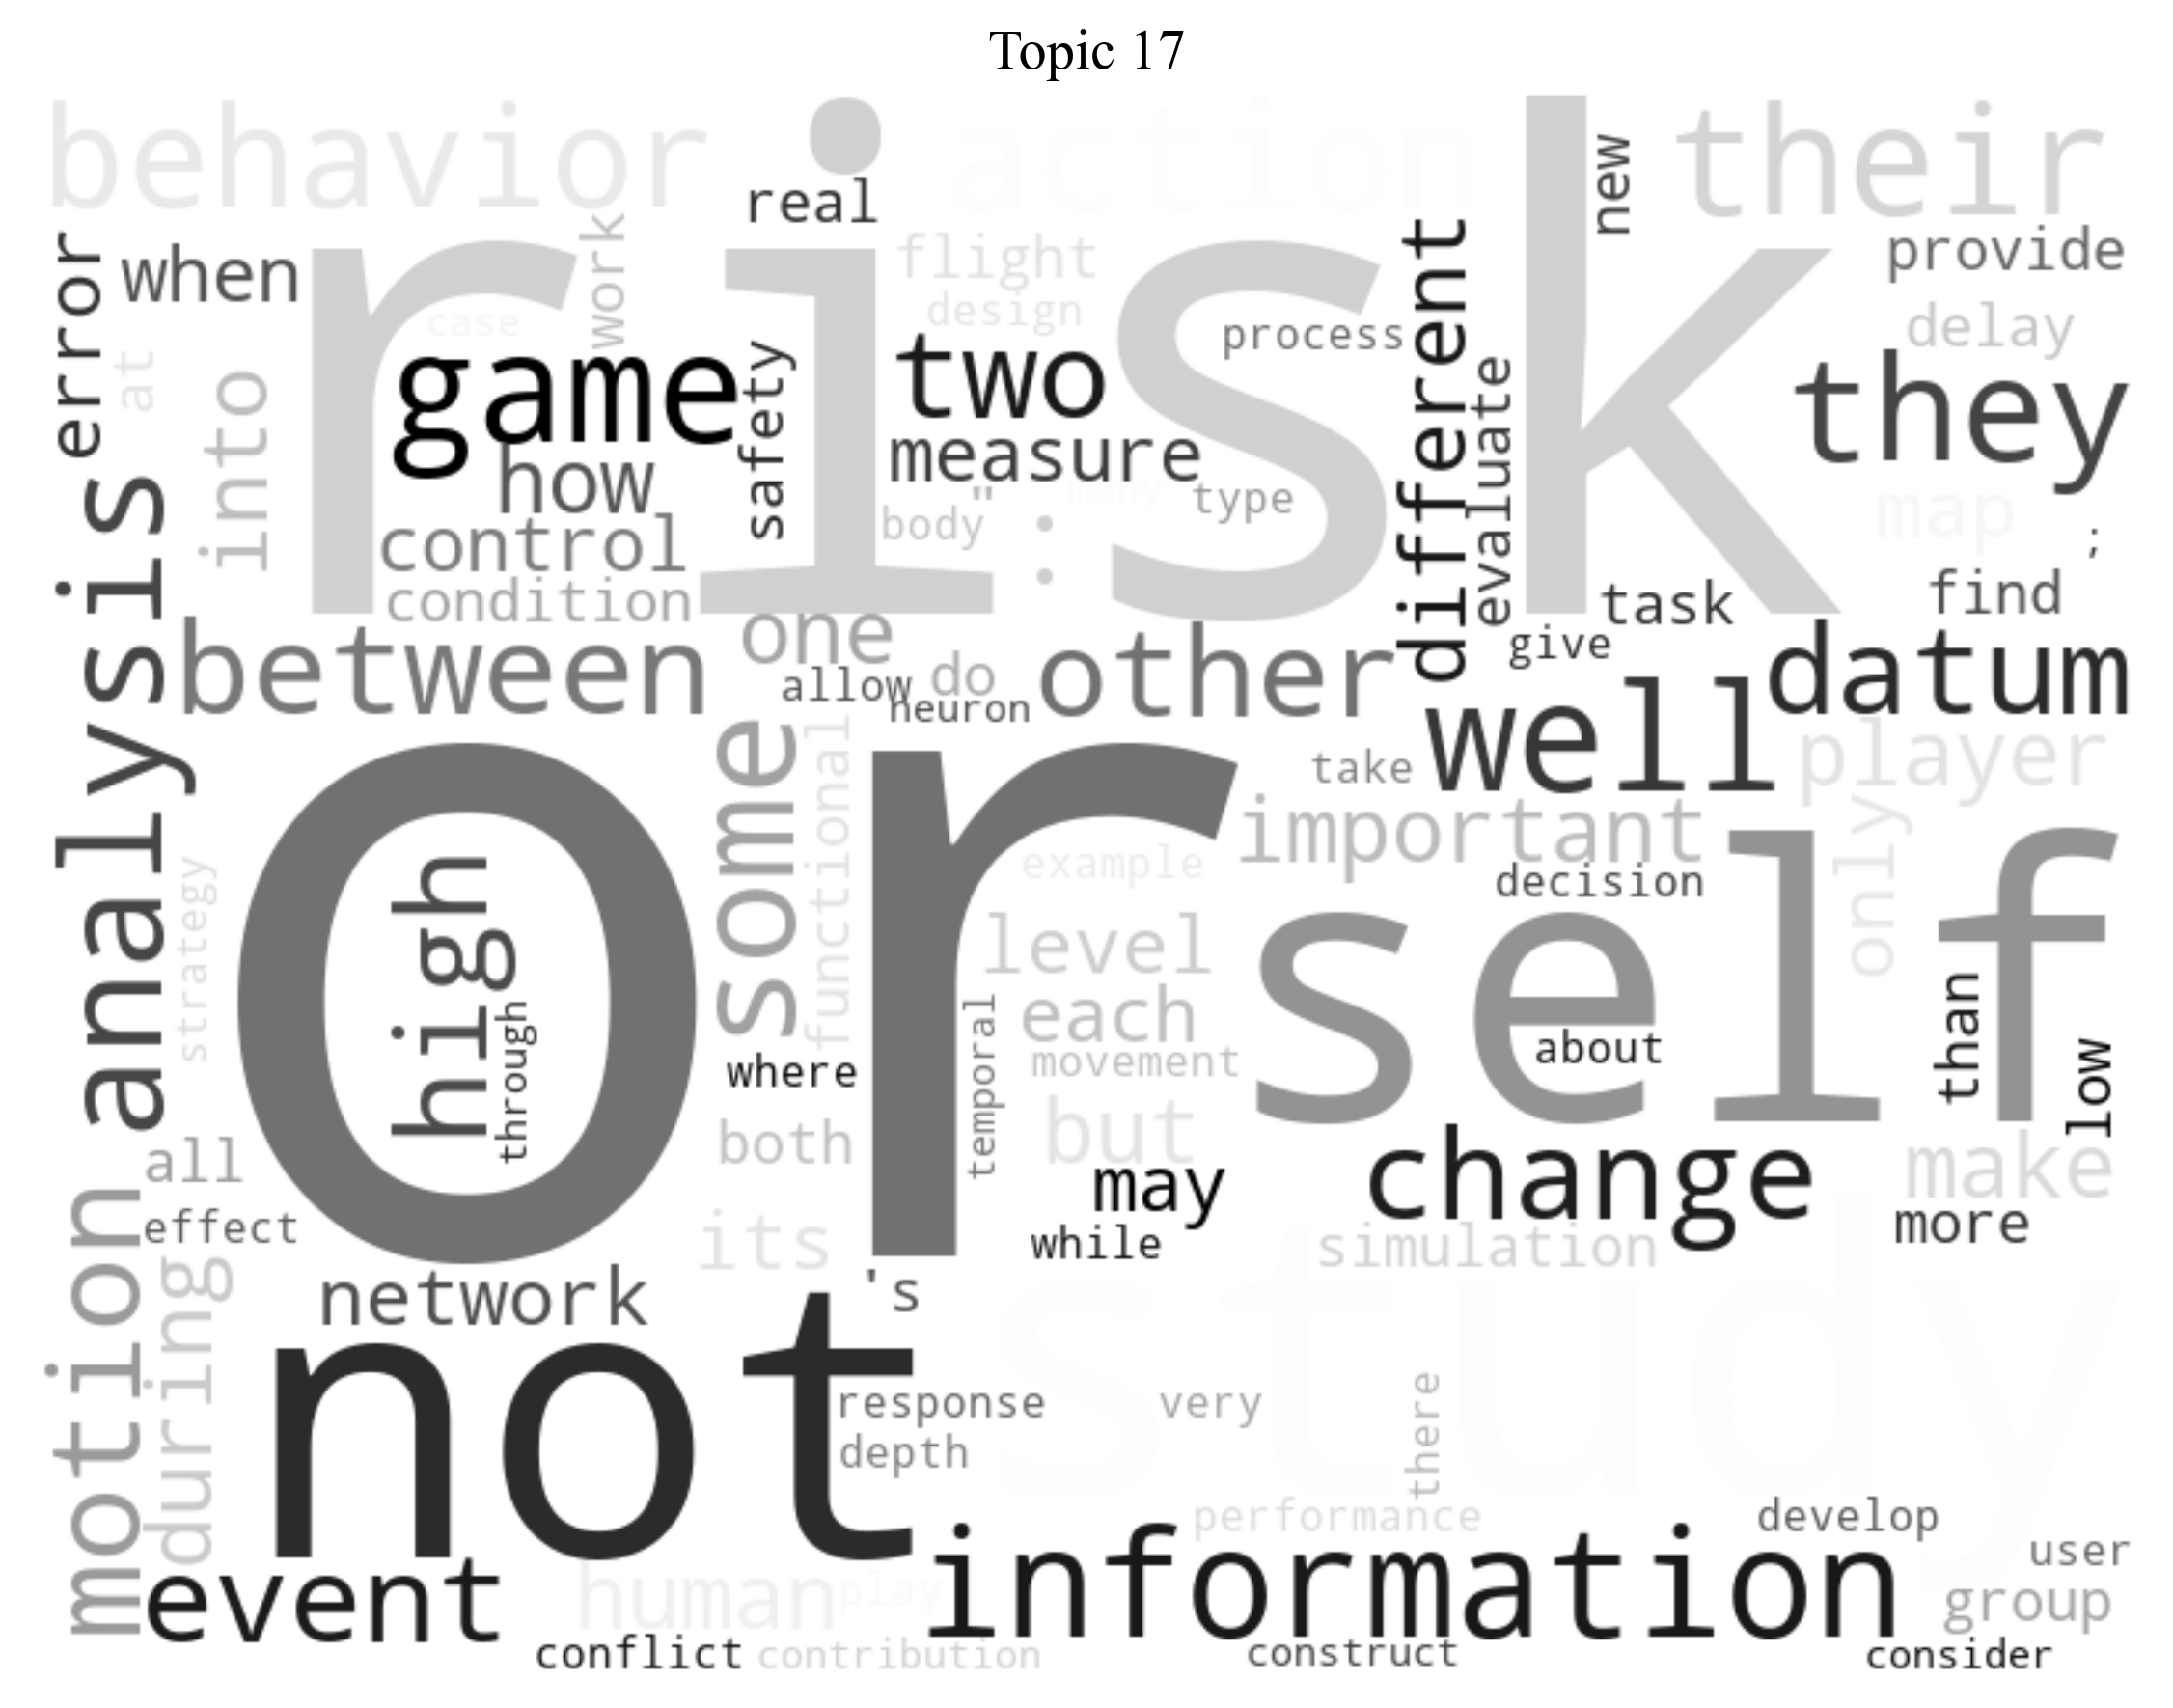 Topic 17
behavior
action
their
new
real
risk
work
flight
provide
error
when
case
design
delay
at
into
game
safety
two
process
different
evaluate
they
how
measure
"
many
type
map
body
:
;
control
condition
task
find
analysis
between
one
give
other
datum
allow
do
neuron
well
some
functional
take
player
or
important
only
example
high
decision
strategy
level
self
each
than
through
temporal
where
movement
about
low
both
but
all
may
change
make
effect
while
more
its
simulation
motion
during
network
's
study
not
response
very
there
depth
performance
develop
event
human
play
information
user
group
conflict
contribution
construct
consider